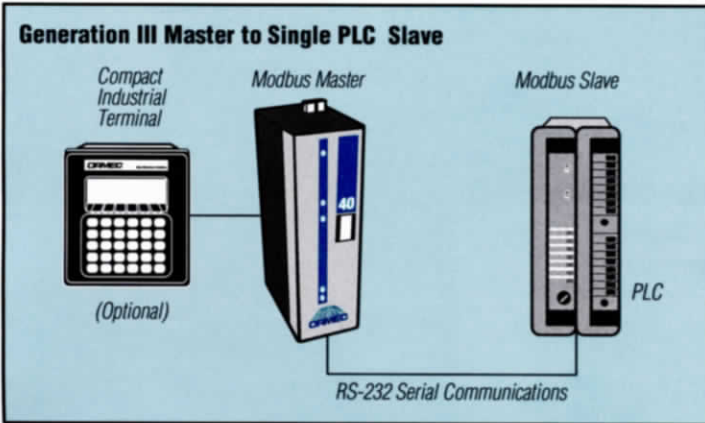 Generation III Master to Single PLC Slave
Compact
Industrial
Terminal
Modbus Master
Modbus Slave
ORMEC
40
(Optional)
ORMEC
PLC
RS-232 Serial Communications